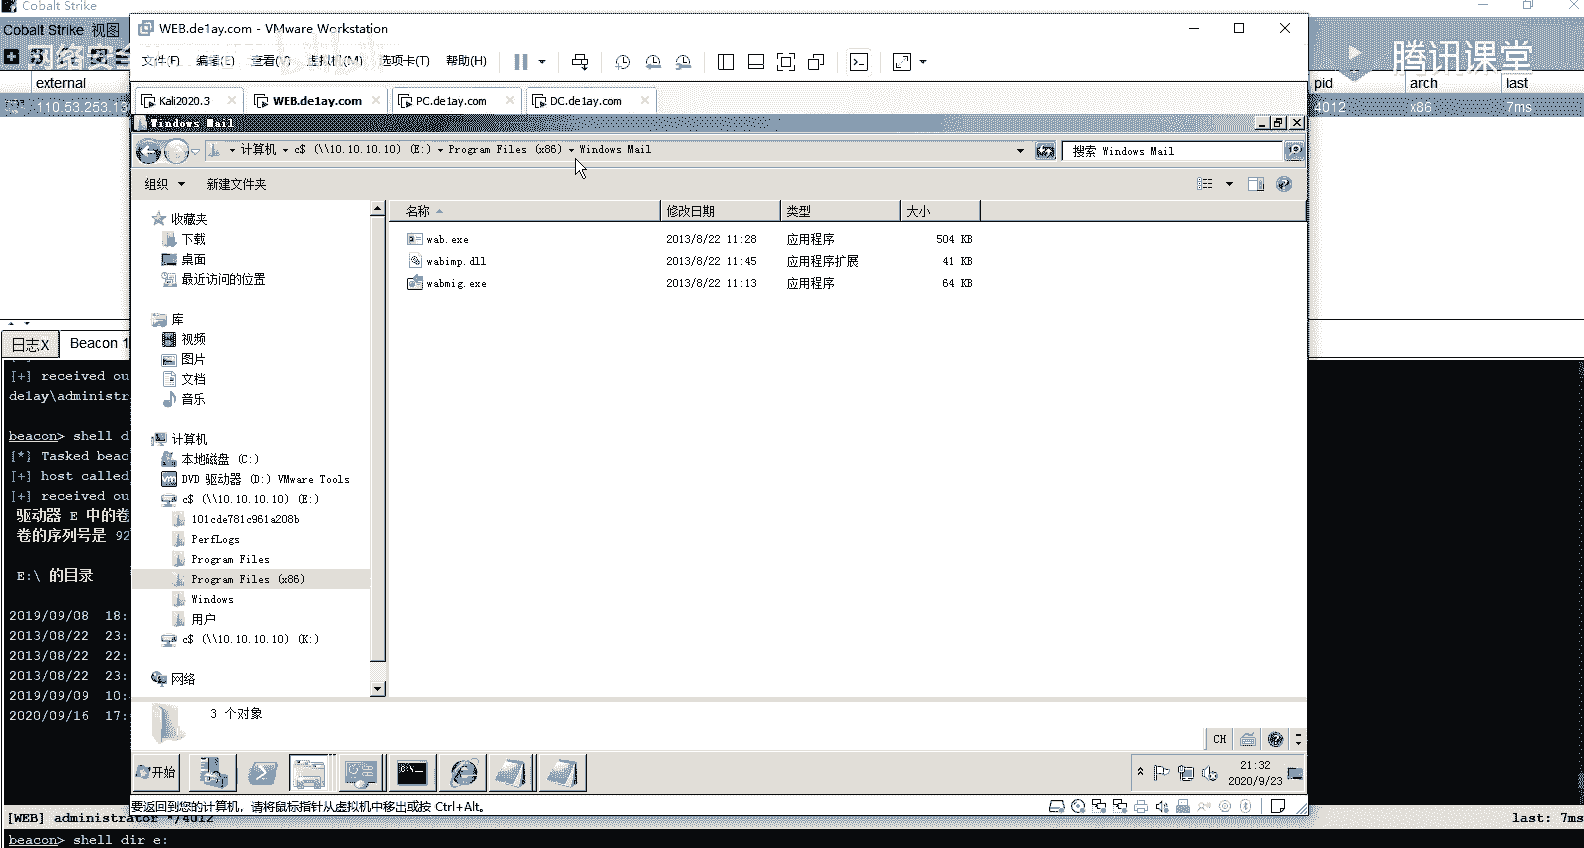 Cobalt Strike
Cobalt Strike 视图
WEB.de1ay.com - VMware Workstation
文件(F) 编辑(E) 查看(V) 虚拟机(M) 选项卡(T) 帮助(H)
腾讯课堂
external pid arch last
110.53.253.13 4012 x86 7ms
Kali2020.3 WEB.de1ay.com PC.de1ay.com DC.de1ay.com
Windows Mail
计算机 c$ (\\10.10.10.10) (E:) Program Files (x86) Windows Mail 搜索 Windows Mail
组织 新建文件夹
名称 修改日期 类型 大小
wab.exe 2013/8/22 11:28 应用程序 504 KB
wabimp.dll 2013/8/22 11:45 应用程序扩展 41 KB
wabmig.exe 2013/8/22 11:13 应用程序 64 KB
收藏夹
下载
桌面
最近访问的位置
库
视频
图片
文档
音乐
计算机
本地磁盘 (C:)
DVD 驱动器 (D:) VMware Tools
c$ (\\10.10.10.10) (E:)
101cde781c961a208b
PerfLogs
Program Files
Program Files (x86)
Windows
用户
c$ (\\10.10.10.10) (K:)
网络
3 个对象
日志X Beacon 1
[+] received ou
de1ay\administr
beacon> shell d
[*] Tasked beac
[+] host called
[+] received ou
驱动器 E 中的卷
卷的序列号是 92
E:\ 的目录
2019/09/08 18:
2013/08/22 23:
2013/08/22 22:
2013/08/22 23:
2019/09/09 10:
2020/09/16 17:
CH
开始
21:32
2020/9/23
要返回到您的计算机，请将鼠标指针从虚拟机中移出或按 Ctrl+Alt。
[WEB] administrator */4012 last: 7ms
beacon> shell dir e: